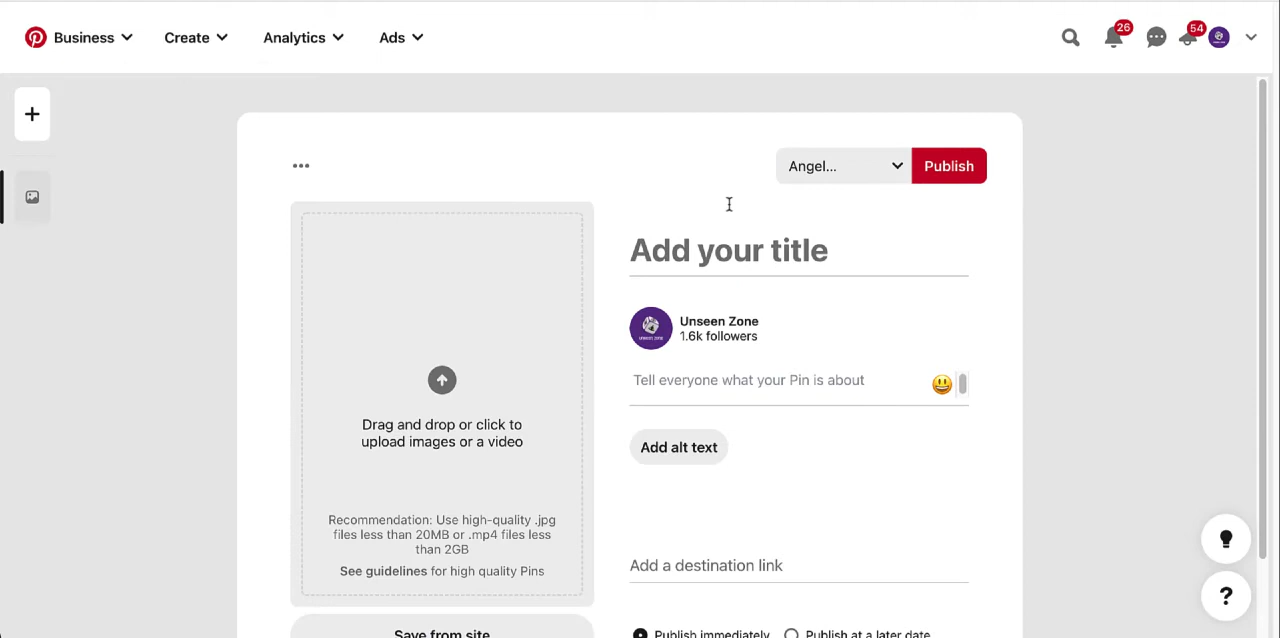 Business
Create
Analytics
Ads
26
54
Angel...
Publish
Add your title
Unseen Zone
1.6k followers
Tell everyone what your Pin is about
Add alt text
Drag and drop or click to
upload images or a video
Recommendation: Use high-quality .jpg
files less than 20MB or .mp4 files less
than 2GB
See guidelines for high quality Pins
Add a destination link
Save from site
Publish immediately
Publish at a later date